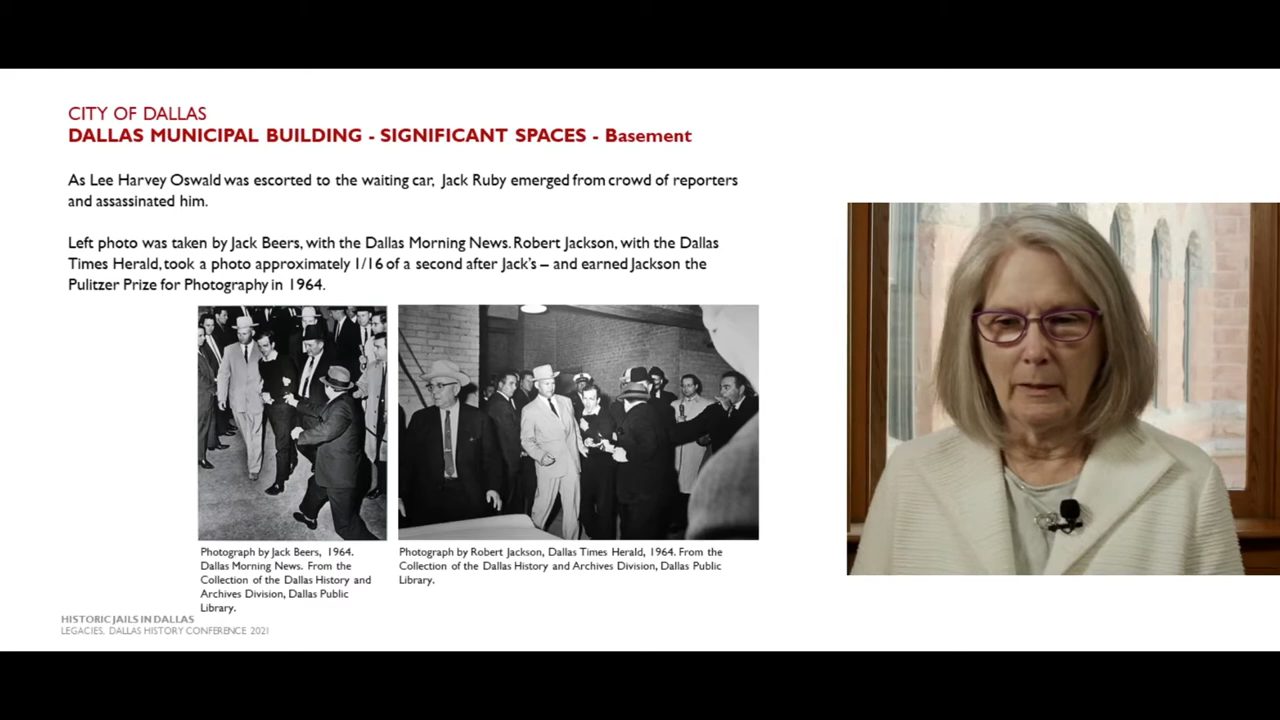 CITY OF DALLAS
DALLAS MUNICIPAL BUILDING - SIGNIFICANT SPACES - Basement
As Lee Harvey Oswald was escorted to the waiting car, Jack Ruby emerged from crowd of reporters
and assassinated him.
Left photo was taken by Jack Beers, with the Dallas Morning News. Robert Jackson, with the Dallas
Times Herald, took a photo approximately 1/16 of a second after Jack's – and earned Jackson the
Pulitzer Prize for Photography in 1964.
Photograph by Jack Beers, 1964.
Dallas Morning News. From the
Collection of the Dallas History and
Archives Division, Dallas Public
Library.
Photograph by Robert Jackson, Dallas Times Herald, 1964. From the
Collection of the Dallas History and Archives Division, Dallas Public
Library.
HISTORIC JAILS IN DALLAS
LEGACIES, DALLAS HISTORY CONFERENCE 2021